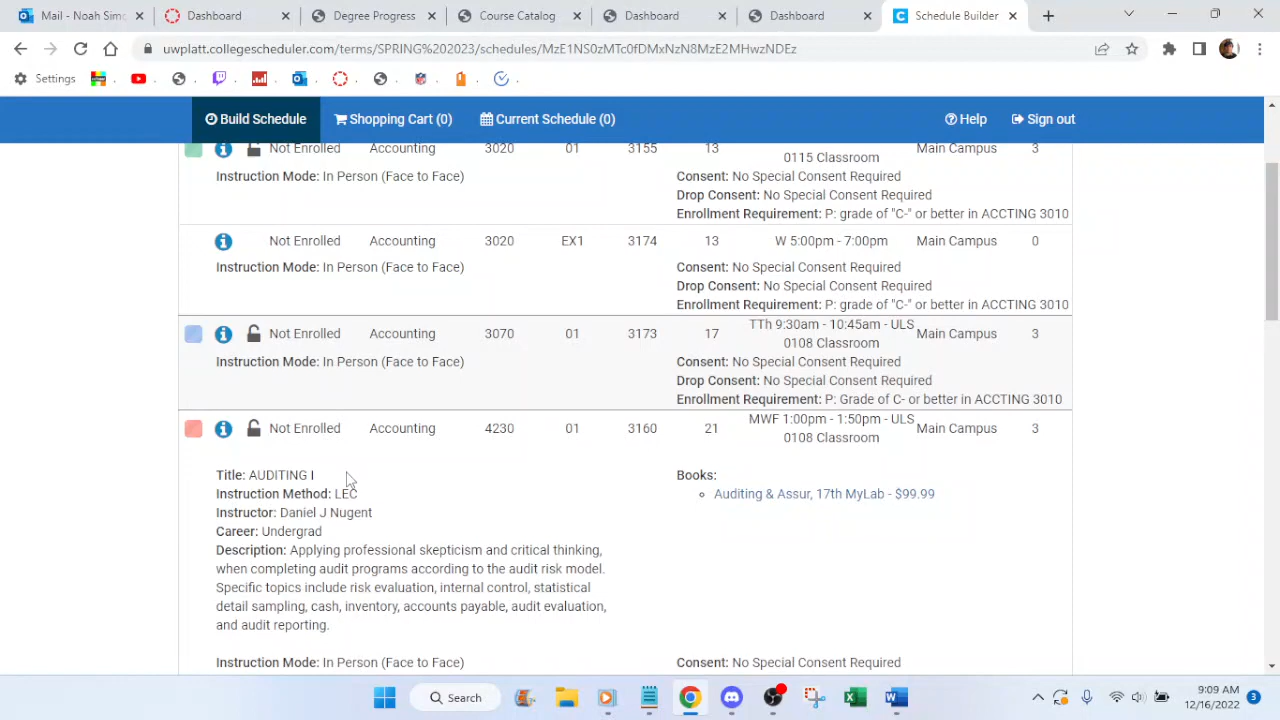 Mail - Noah Simo
Dashboard
Degree Progress
Course Catalog
Dashboard
Dashboard
Schedule Builder
uwplatt.collegescheduler.com/terms/SPRING%202023/schedules/MzE1NS0zMTc0fDMxNzN8MzE2MHwzNDEz
Settings
Build Schedule
Shopping Cart (0)
Current Schedule (0)
Help
Sign out
Not Enrolled Accounting 3020 01 3155 13 0115 Classroom Main Campus 3
Instruction Mode: In Person (Face to Face)
Consent: No Special Consent Required
Drop Consent: No Special Consent Required
Enrollment Requirement: P: grade of "C-" or better in ACCTING 3010
Not Enrolled Accounting 3020 EX1 3174 13 W 5:00pm - 7:00pm Main Campus 0
Instruction Mode: In Person (Face to Face)
Consent: No Special Consent Required
Drop Consent: No Special Consent Required
Enrollment Requirement: P: grade of "C-" or better in ACCTING 3010
TTh 9:30am - 10:45am - ULS
Not Enrolled Accounting 3070 01 3173 17 0108 Classroom Main Campus 3
Instruction Mode: In Person (Face to Face)
Consent: No Special Consent Required
Drop Consent: No Special Consent Required
Enrollment Requirement: P: Grade of C- or better in ACCTING 3010
MWF 1:00pm - 1:50pm - ULS
Not Enrolled Accounting 4230 01 3160 21 0108 Classroom Main Campus 3
Title: AUDITING I
Instruction Method: LEC
Instructor: Daniel J Nugent
Career: Undergrad
Description: Applying professional skepticism and critical thinking,
when completing audit programs according to the audit risk model.
Specific topics include risk evaluation, internal control, statistical
detail sampling, cash, inventory, accounts payable, audit evaluation,
and audit reporting.
Books:
Auditing & Assur, 17th MyLab - $99.99
Instruction Mode: In Person (Face to Face)
Consent: No Special Consent Required
Search
9:09 AM
12/16/2022
3